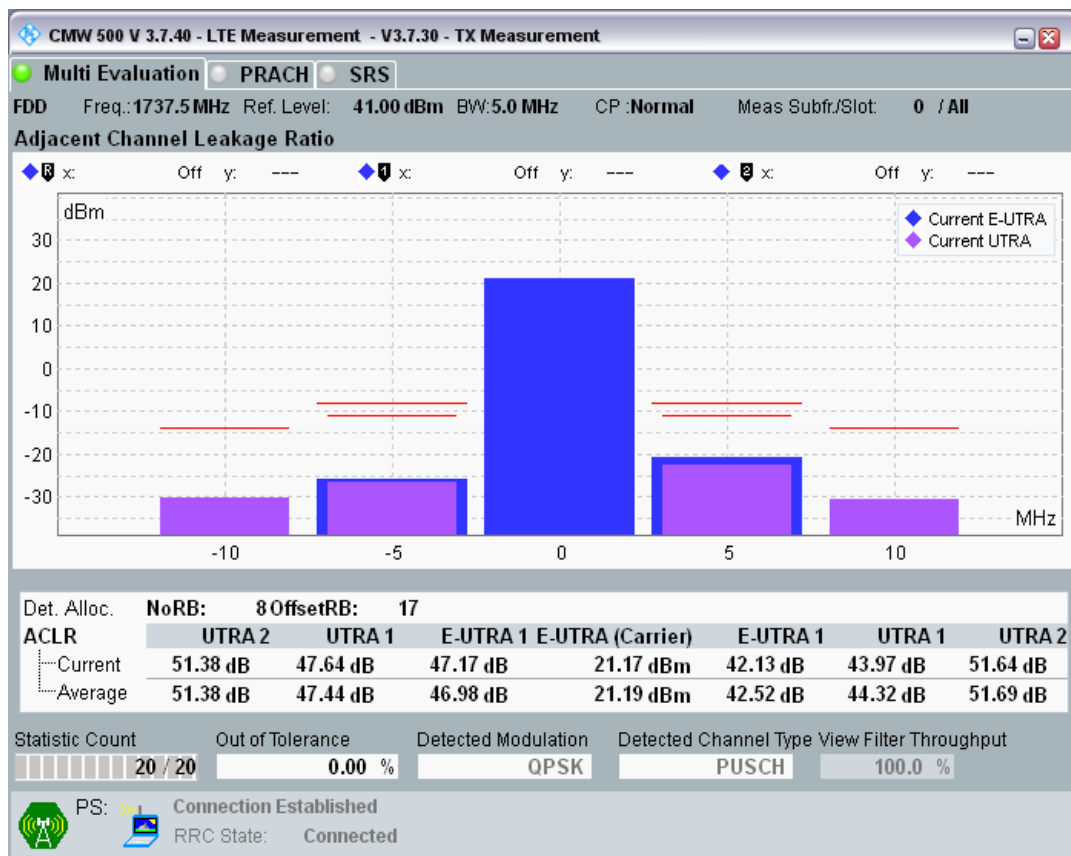 CMW 500 V 3.7.40 - LTE Measurement - V3.7.30 - TX Measurement
Multi Evaluation PRACH SRS
FDD Freq.:1737.5 MHz Ref. Level: 41.00 dBm BW:5.0 MHz CP :Normal Meas Subfr./Slot: 0 / All
Adjacent Channel Leakage Ratio
R x: Off y: --- 1 x: Off y: --- 2 x: Off y: ---
dBm
Current E-UTRA
Current UTRA
30
20
10
0
-10
-20
-30
MHz
-10 -5 0 5 10
Det. Alloc. NoRB: 8 OffsetRB: 17
ACLR UTRA 2 UTRA 1 E-UTRA 1 E-UTRA (Carrier) E-UTRA 1 UTRA 1 UTRA 2
Current 51.38 dB 47.64 dB 47.17 dB 21.17 dBm 42.13 dB 43.97 dB 51.64 dB
Average 51.38 dB 47.44 dB 46.98 dB 21.19 dBm 42.52 dB 44.32 dB 51.69 dB
Statistic Count Out of Tolerance Detected Modulation Detected Channel Type View Filter Throughput
20 / 20 0.00 % QPSK PUSCH 100.0 %
PS: Connection Established
RRC State: Connected